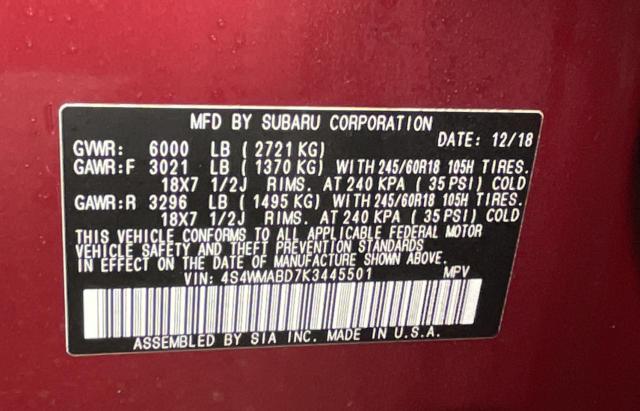 MFD BY SUBARU CORPORATION
DATE: 12/18
GVWR: 6000 LB (2721 KG)
GAWR:F 3021 LB (1370 KG) WITH 245/60R18 105H TIRES.
18X7 1/2J RIMS. AT 240 KPA (35 PSI) COLD
GAWR:R 3296 LB (1495 KG) WITH 245/60R18 105H TIRES.
18X7 1/2J RIMS. AT 240 KPA (35 PSI) COLD
THIS VEHICLE CONFORMS TO ALL APPLICABLE FEDERAL MOTOR
VEHICLE SAFETY AND THEFT PREVENTION STANDARDS
IN EFFECT ON THE DATE OF MANUFACTURE SHOWN ABOVE.
VIN: 4S4WMABD7K3445501 MPV
ASSEMBLED BY SIA INC. MADE IN U.S.A.